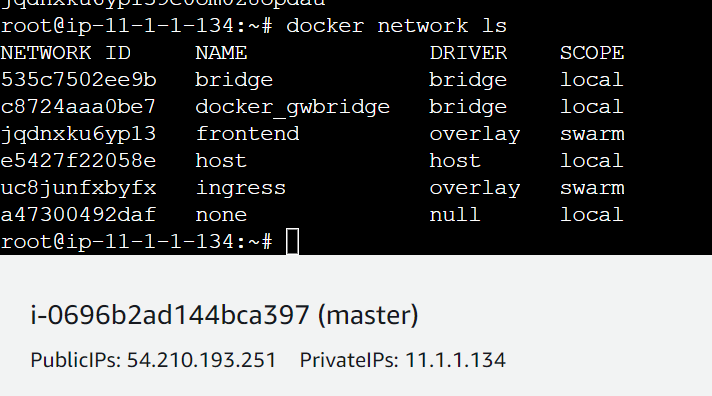 root@ip-11-1-1-134:~# docker network ls
NETWORK ID     NAME              DRIVER    SCOPE
535c7502ee9b   bridge            bridge    local
c8724aaa0be7   docker_gwbridge   bridge    local
jqdnxku6yp13   frontend          overlay   swarm
e5427f22058e   host              host      local
uc8junfxbyfx   ingress           overlay   swarm
a47300492daf   none              null      local
root@ip-11-1-1-134:~#
i-0696b2ad144bca397 (master)
PublicIPs: 54.210.193.251    PrivateIPs: 11.1.1.134